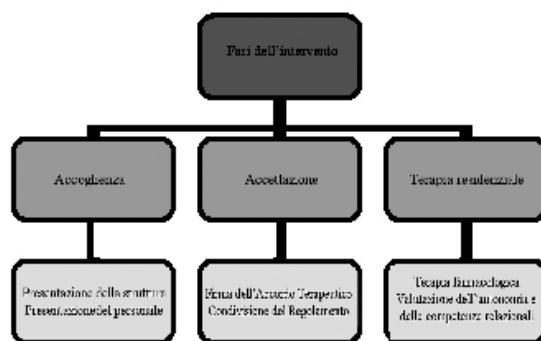 Fasi dell'intervento
Accoglienza
Accettazione
Terapia residenziale
Presentazione della struttura
Presentazione del personale
Firma dell'Accordo Terapeutico
Condivisione del Regolamento
Terapia farmacologica
Valutazione dell'autonomia e
delle competenze relazionali